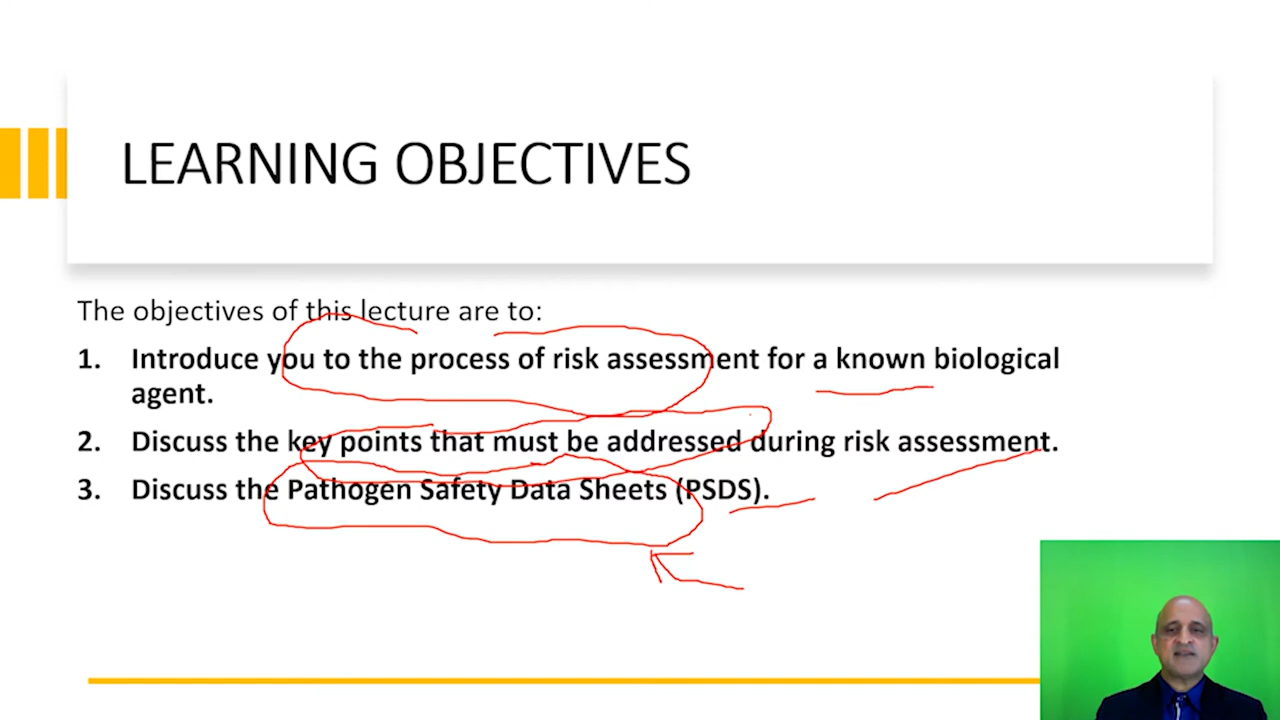 LEARNING OBJECTIVES
The objectives of this lecture are to:
1. Introduce you to the process of risk assessment for a known biological
agent.
2. Discuss the key points that must be addressed during risk assessment.
3. Discuss the Pathogen Safety Data Sheets (PSDS).